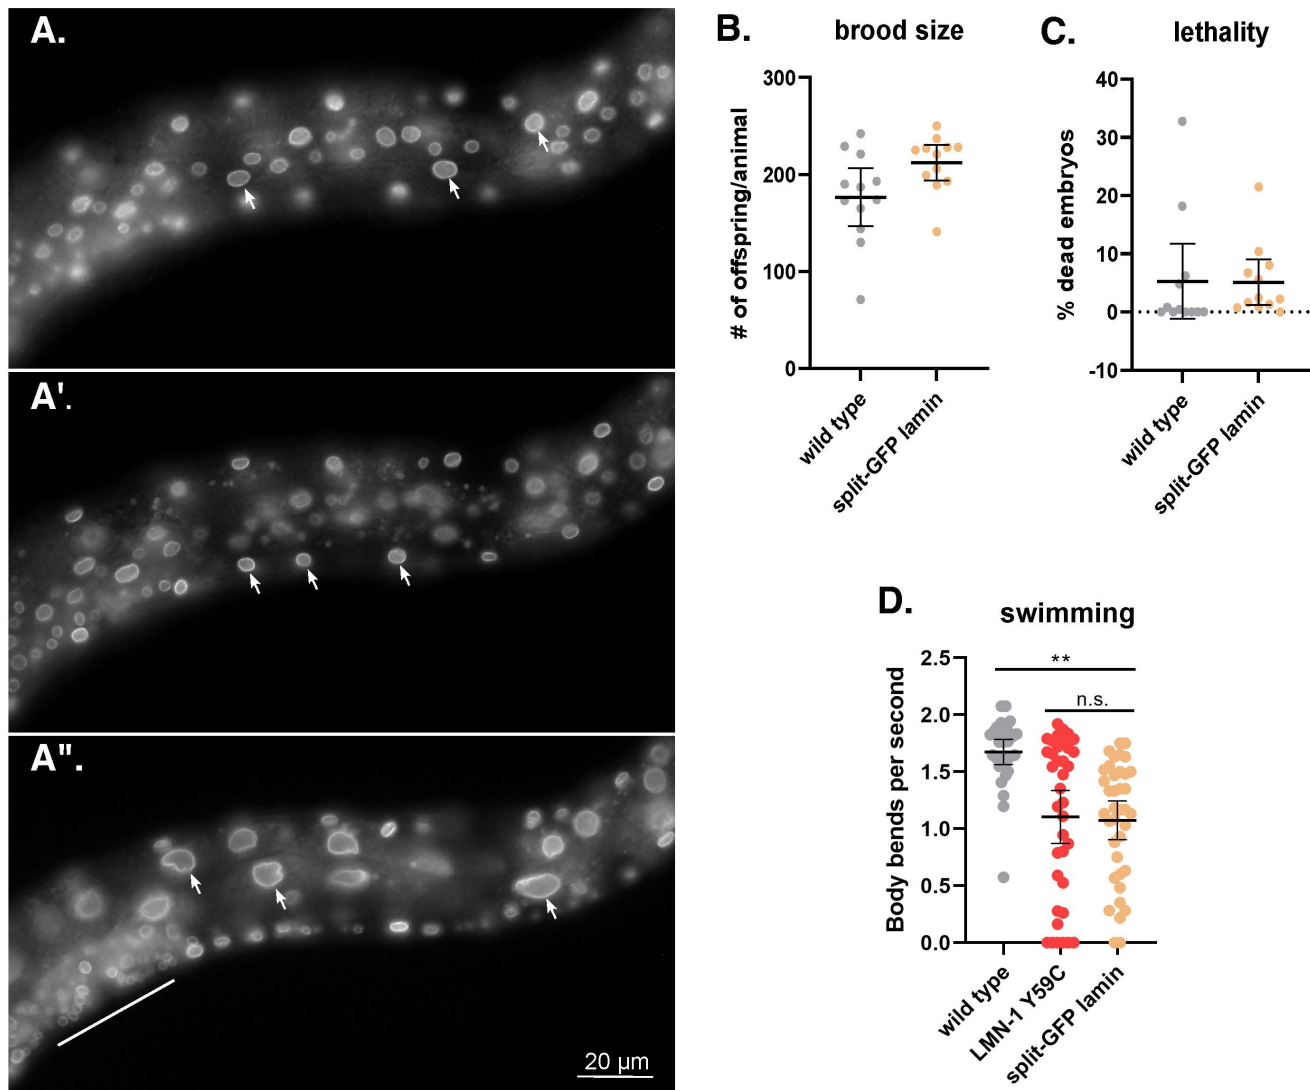 A.
A'.
A".
20 µm
B.
brood size
# of offspring/animal
300
200
100
0
wild type
split-GFP lamin
C.
lethality
% dead embryos
40
30
20
10
0
-10
wild type
split-GFP lamin
D.
swimming
Body bends per second
2.5
2.0
1.5
1.0
0.5
0.0
**
n.s.
wild type
LMN-1 Y59C
split-GFP lamin